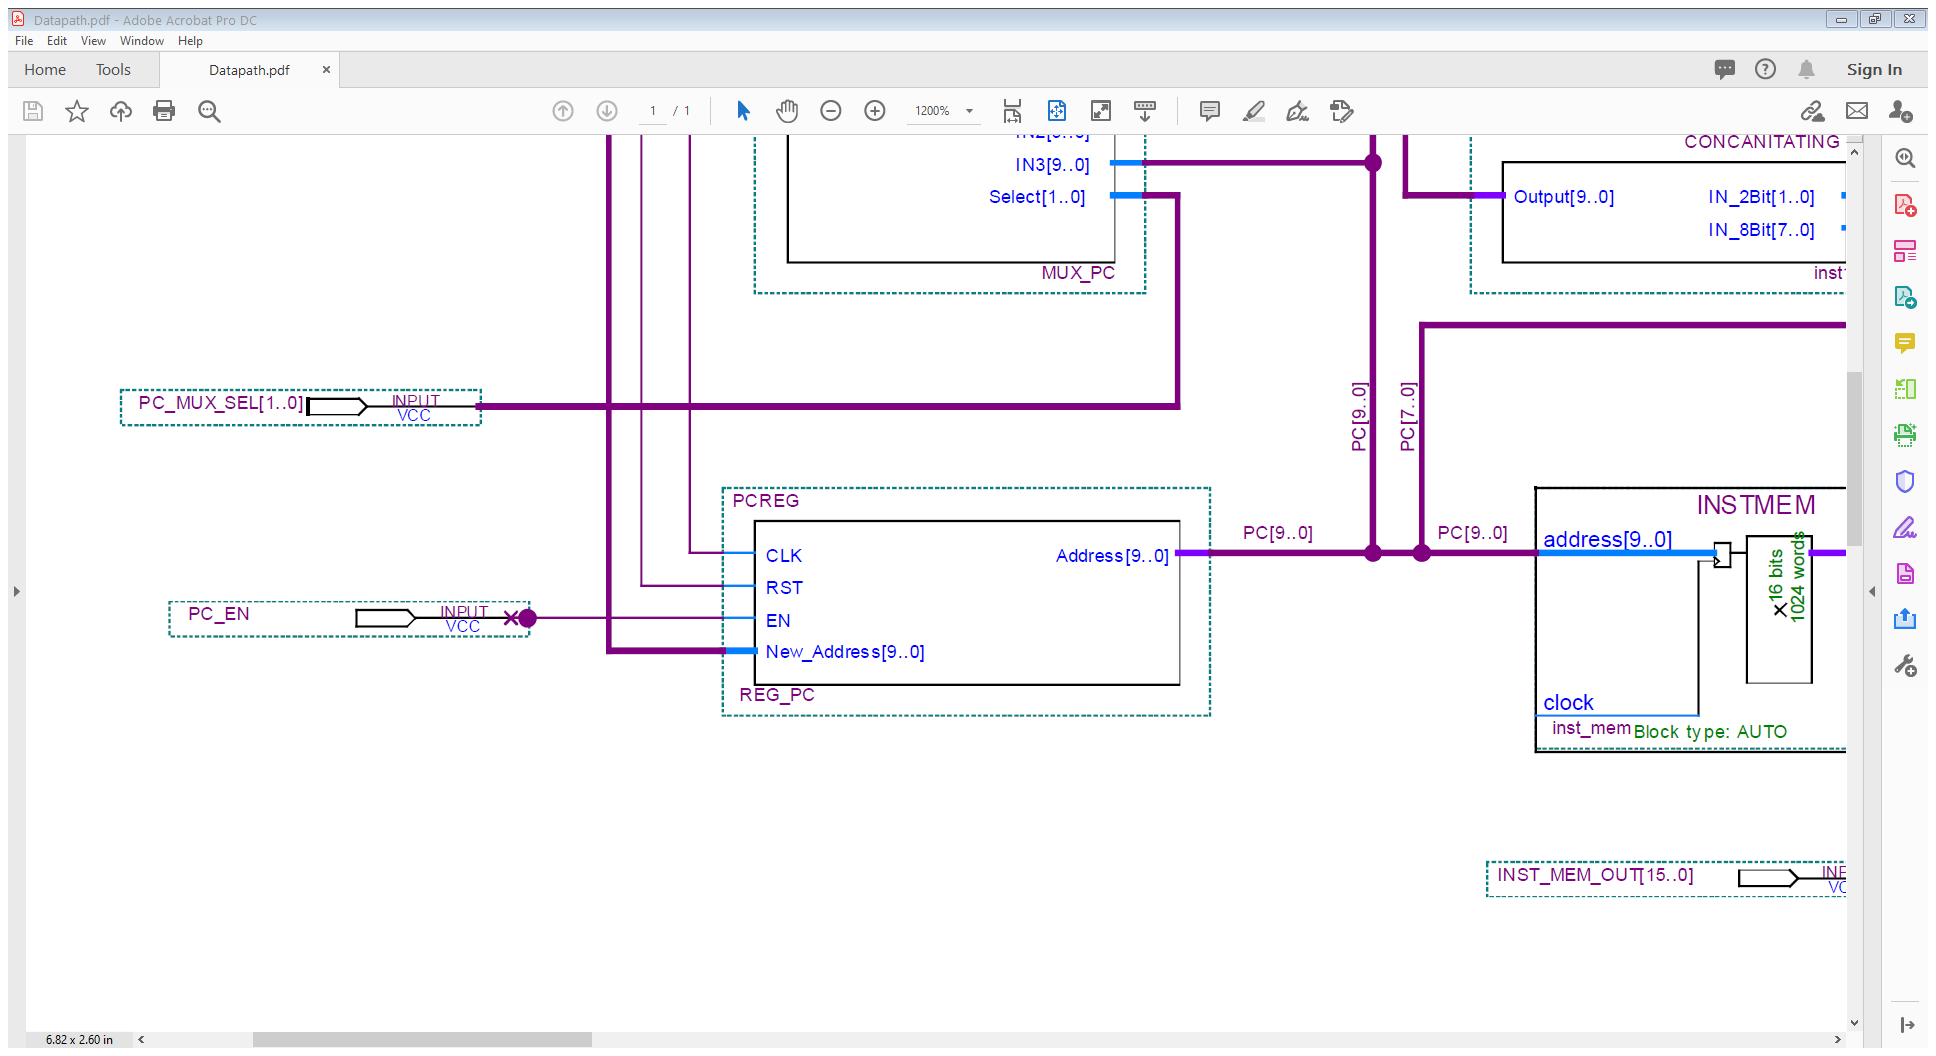 Datapath.pdf - Adobe Acrobat Pro DC
File Edit View Window Help
Home Tools Datapath.pdf × Sign In
1 / 1 1200%
CONCANITATING
IN3[9..0]
Select[1..0]
Output[9..0] IN_2Bit[1..0]
IN_8Bit[7..0]
MUX_PC
PC_MUX_SEL[1..0] INPUT
VCC
PC[9..0]
PC[7..0]
PCREG
PC[9..0]
PC[9..0]
INSTMEM
address[9..0]
CLK Address[9..0]
RST
EN
New_Address[9..0]
REG_PC
PC_EN INPUT
VCC
16 bits
1024 words
clock
inst_mem Block type: AUTO
INST_MEM_OUT[15..0]
6.82 x 2.60 in